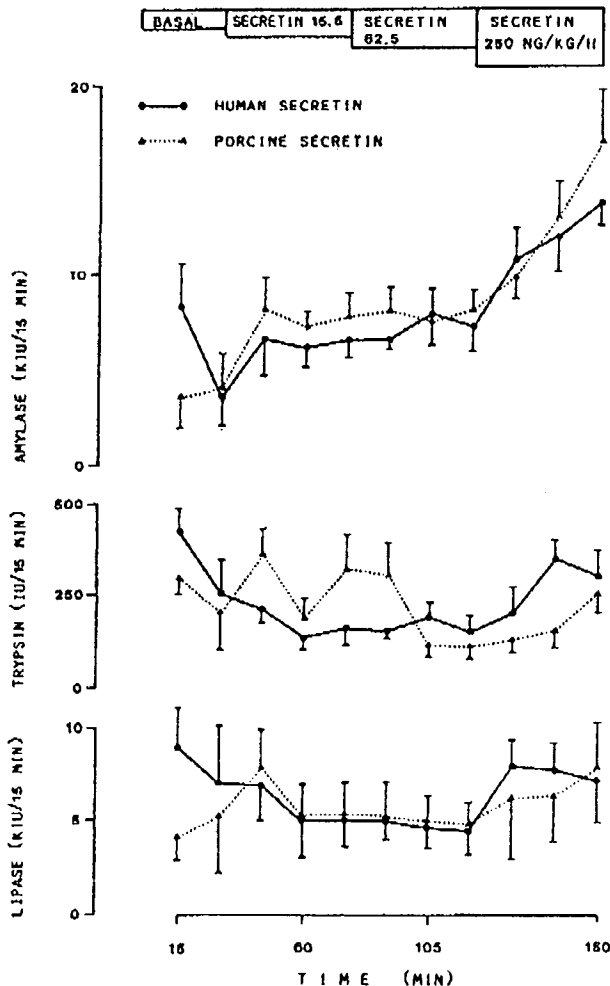 BASAL
SECRETIN 15.6
SECRETIN
62.5
SECRETIN
250 NG/KG/H
HUMAN SECRETIN
PORCINE SECRETIN
20
10
0
AMYLASE (KIU/15 MIN)
500
250
0
TRYPSIN (IU/15 MIN)
10
5
0
LIPASE (KIU/15 MIN)
15
60
105
150
TIME (MIN)